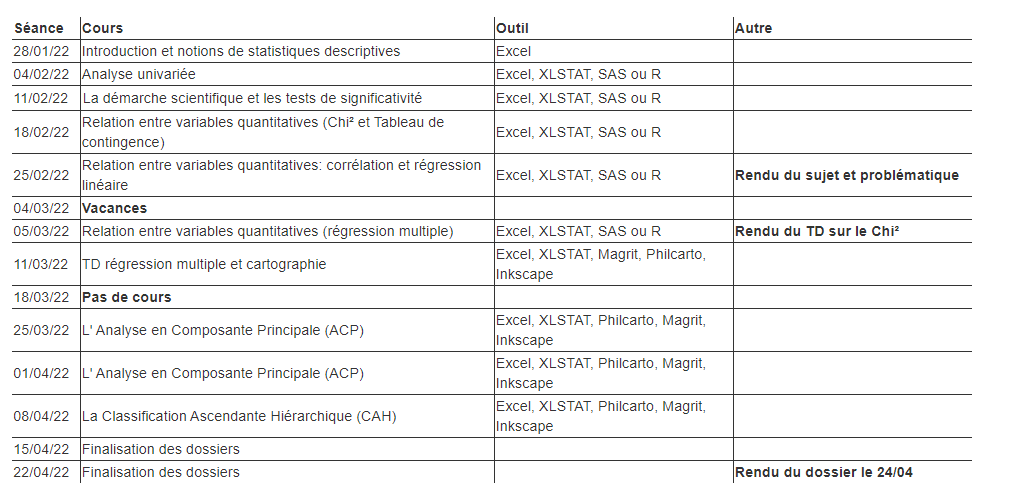 Séance Cours Outil Autre
28/01/22 Introduction et notions de statistiques descriptives Excel
04/02/22 Analyse univariée Excel, XLSTAT, SAS ou R
11/02/22 La démarche scientifique et les tests de significativité Excel, XLSTAT, SAS ou R
18/02/22 Relation entre variables quantitatives (Chi² et Tableau de
contingence) Excel, XLSTAT, SAS ou R
25/02/22 Relation entre variables quantitatives: corrélation et régression
linéaire Excel, XLSTAT, SAS ou R Rendu du sujet et problématique
04/03/22 Vacances
05/03/22 Relation entre variables quantitatives (régression multiple) Excel, XLSTAT, SAS ou R Rendu du TD sur le Chi²
11/03/22 TD régression multiple et cartographie Excel, XLSTAT, Magrit, Philcarto,
Inkscape
18/03/22 Pas de cours
25/03/22 L' Analyse en Composante Principale (ACP) Excel, XLSTAT, Philcarto, Magrit,
Inkscape
01/04/22 L' Analyse en Composante Principale (ACP) Excel, XLSTAT, Philcarto, Magrit,
Inkscape
08/04/22 La Classification Ascendante Hiérarchique (CAH) Excel, XLSTAT, Philcarto, Magrit,
Inkscape
15/04/22 Finalisation des dossiers
22/04/22 Finalisation des dossiers Rendu du dossier le 24/04